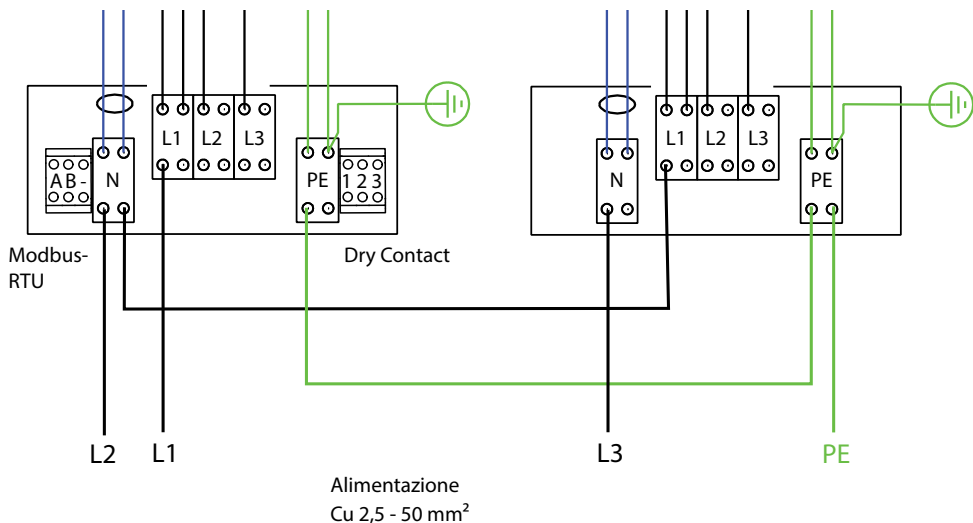 L1 L2 L3
L1 L2 L3
A B - N
PE 1 2 3
N
PE
Modbus-
RTU
Dry Contact
L2 L1
L3
PE
Alimentazione
Cu 2,5 - 50 mm²